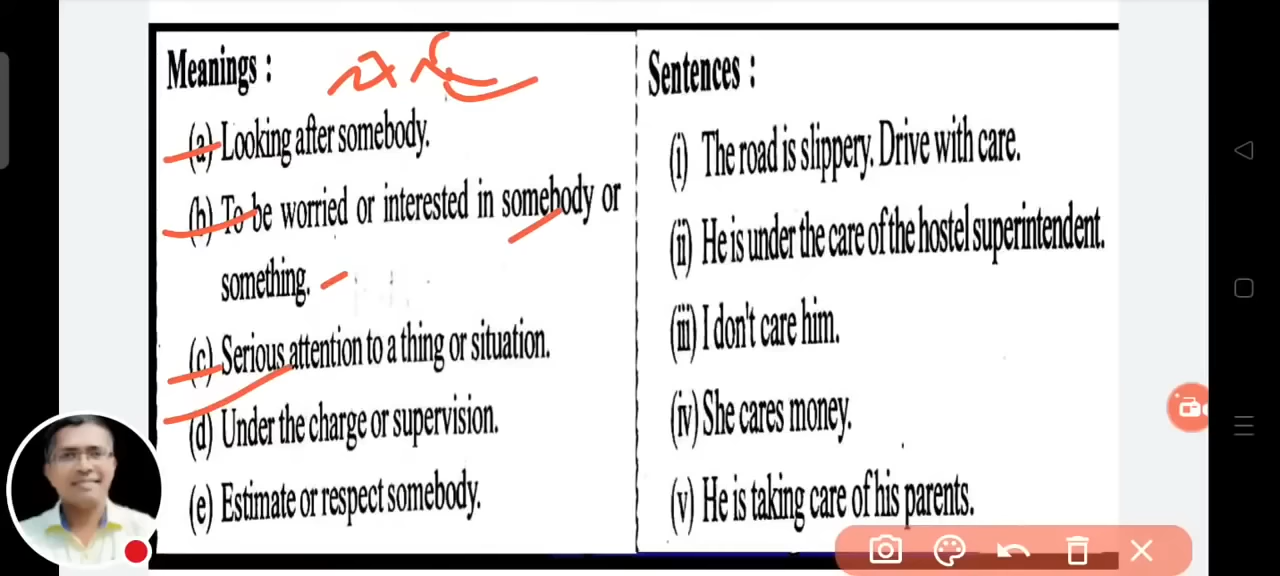 Meanings :
(a) Looking after somebody.
(b) To be worried or interested in somebody or
something.
(c) Serious attention to a thing or situation.
(d) Under the charge or supervision.
(e) Estimate or respect somebody.
Sentences :
(i) The road is slippery. Drive with care.
(ii) He is under the care of the hostel superintendent.
(iii) I don't care him.
(iv) She cares money.
(v) He is taking care of his parents.